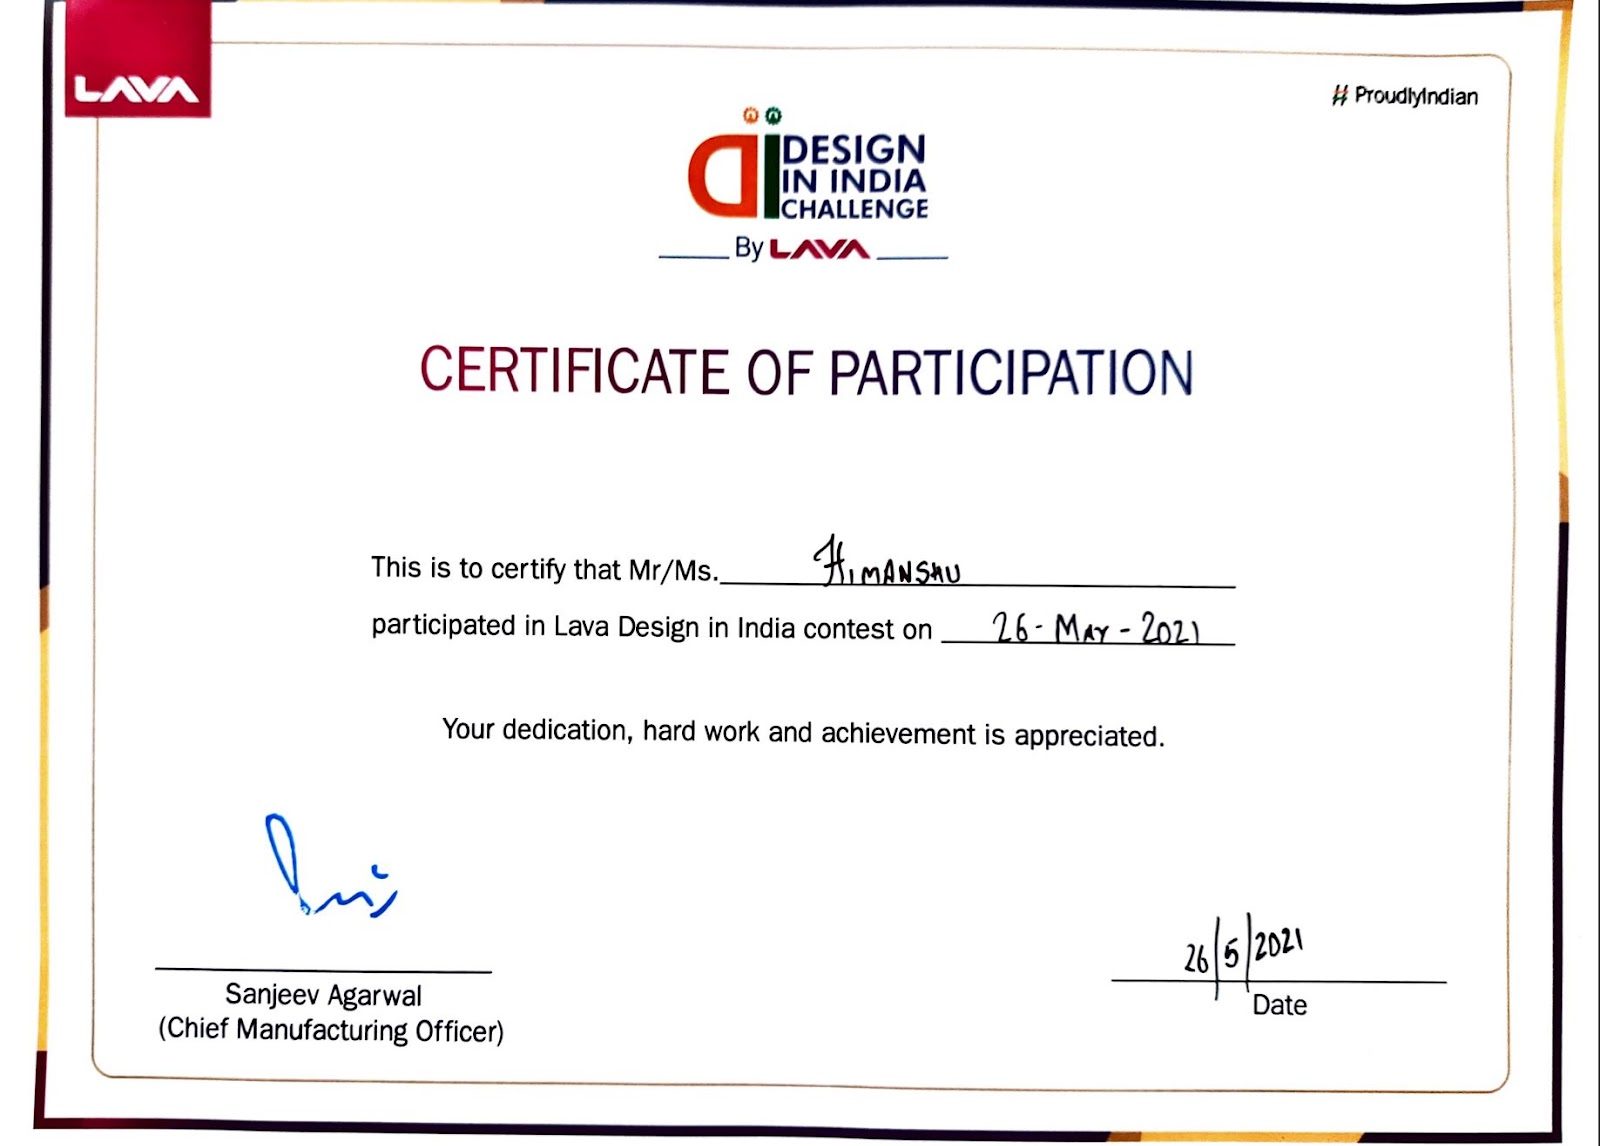 LAVA
# ProudlyIndian
DESIGN
IN INDIA
CHALLENGE
By LAVA
CERTIFICATE OF PARTICIPATION
This is to certify that Mr/Ms. HIMANSHU
participated in Lava Design in India contest on 26-MAY-2021
Your dedication, hard work and achievement is appreciated.
26/5/2021
Sanjeev Agarwal
(Chief Manufacturing Officer)
Date